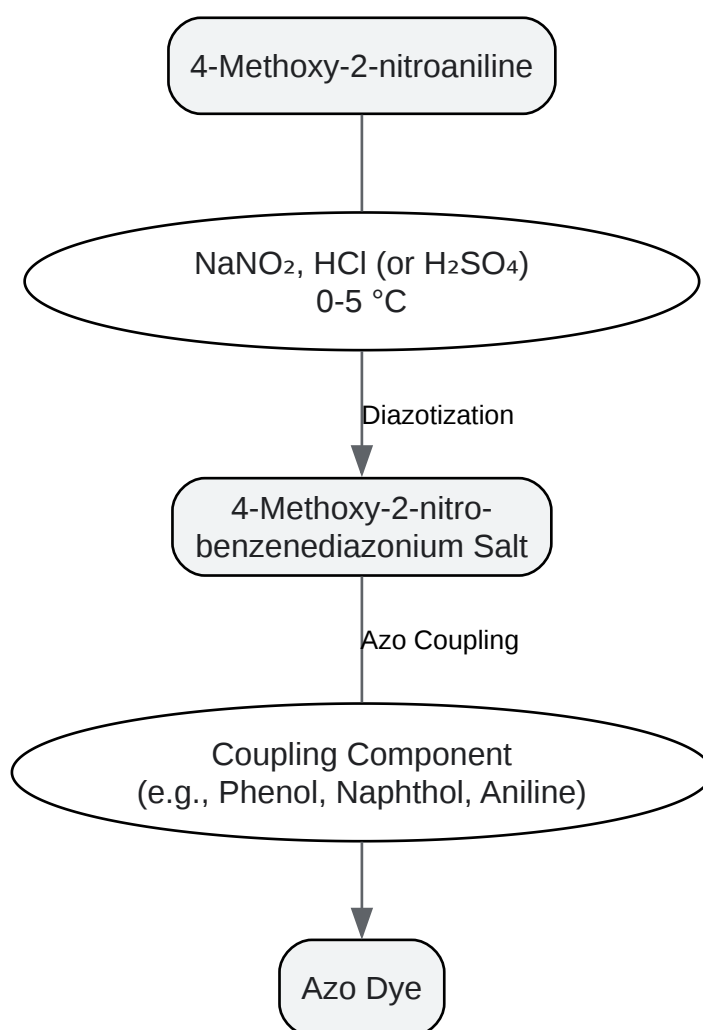 4-Methoxy-2-nitroaniline
NaNO₂, HCl (or H₂SO₄)
0-5 °C
Diazotization
4-Methoxy-2-nitro-
benzenediazonium Salt
Azo Coupling
Coupling Component
(e.g., Phenol, Naphthol, Aniline)
Azo Dye